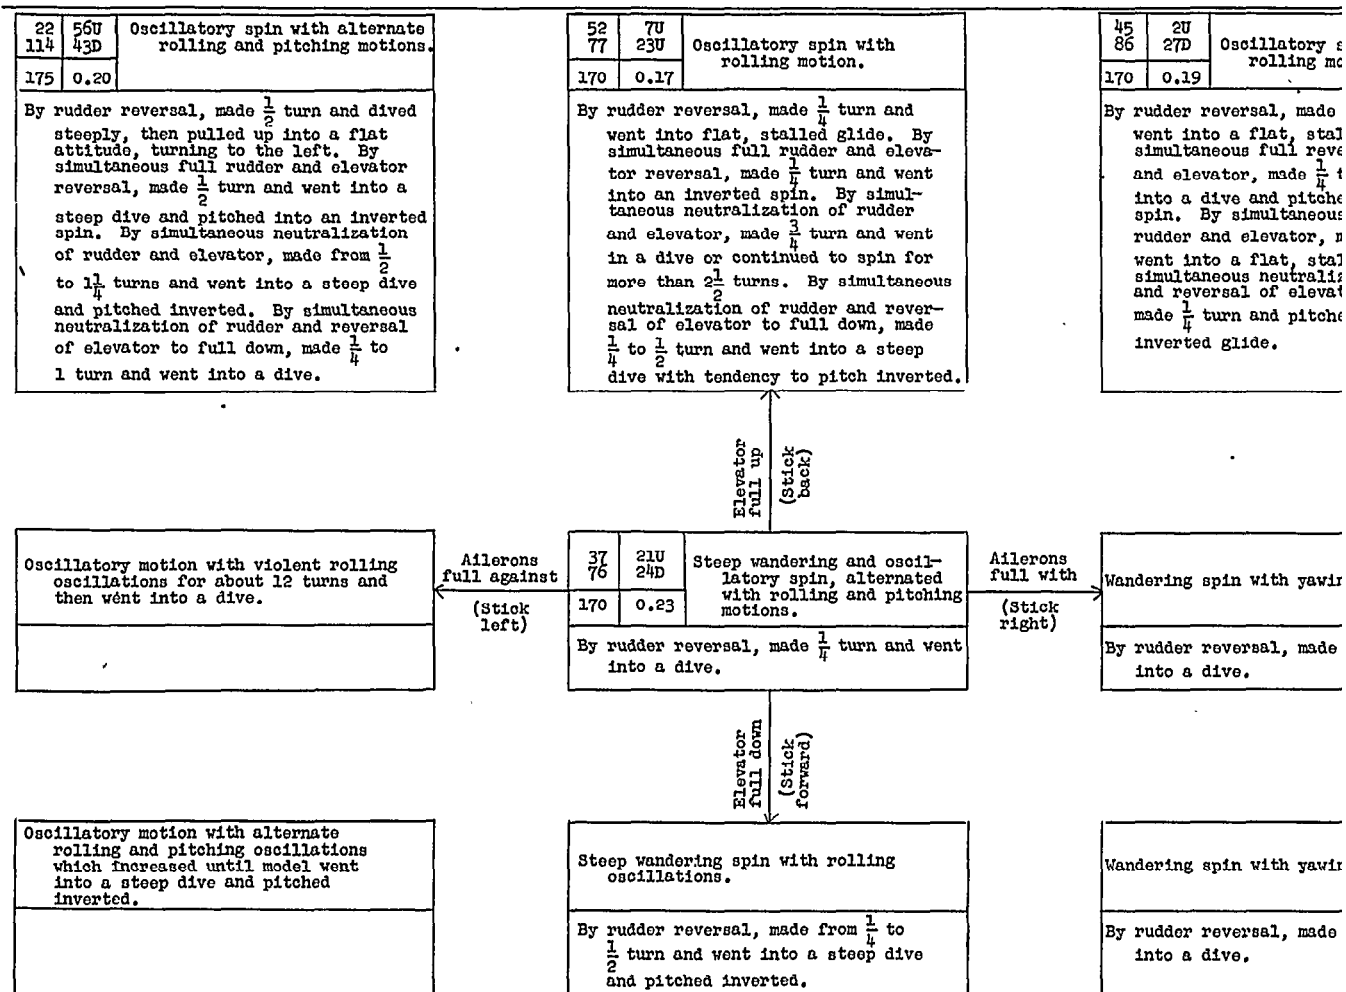 22 56U Oscillatory spin with alternate
114 43D rolling and pitching motions.
175 0.20
By rudder reversal, made 1/2 turn and dived
steeply, then pulled up into a flat
attitude, turning to the left. By
simultaneous full rudder and elevator
reversal, made 1/2 turn and went into a
steep dive and pitched into an inverted
spin. By simultaneous neutralization
of rudder and elevator, made from 1/2
to 1 1/4 turns and went into a steep dive
and pitched inverted. By simultaneous
neutralization of rudder and reversal
of elevator to full down, made 1/4 to
1 turn and went into a dive.
52 7U Oscillatory spin with
77 23U rolling motion.
170 0.17
By rudder reversal, made 1/4 turn and
went into flat, stalled glide. By
simultaneous full rudder and eleva-
tor reversal, made 1/4 turn and went
into an inverted spin. By simul-
taneous neutralization of rudder
and elevator, made 3/4 turn and went
in a dive or continued to spin for
more than 2 1/2 turns. By simultaneous
neutralization of rudder and rever-
sal of elevator to full down, made
1/4 to 1/2 turn and went into a steep
dive with tendency to pitch inverted.
45 2U Oscillatory
86 27D rolling
170 0.19
By rudder reversal, made
went into a flat,
simultaneous full
and elevator, made 1/4
into a dive and
spin. By simultaneous
rudder and elevator,
went into a flat,
simultaneous
and reversal of
made 1/4 turn and
inverted glide.
Elevator
full up
(Stick
back)
Oscillatory motion with violent rolling
oscillations for about 12 turns and
then went into a dive.
Ailerons
full against
(Stick
left)
37 21U Steep wandering and oscil-
76 24D latory spin, alternated
with rolling and pitching
170 0.23 motions.
By rudder reversal, made 1/4 turn and went
into a dive.
Ailerons
full with
(Stick
right)
Wandering spin with
By rudder reversal, made
into a dive.
Elevator
full down
(Stick
forward)
Oscillatory motion with alternate
rolling and pitching oscillations
which increased until model went
into a steep dive and pitched
inverted.
Steep wandering spin with rolling
oscillations.
By rudder reversal, made from 1/4 to
1/2 turn and went into a steep dive
and pitched inverted.
Wandering spin with
By rudder reversal, made
into a dive.